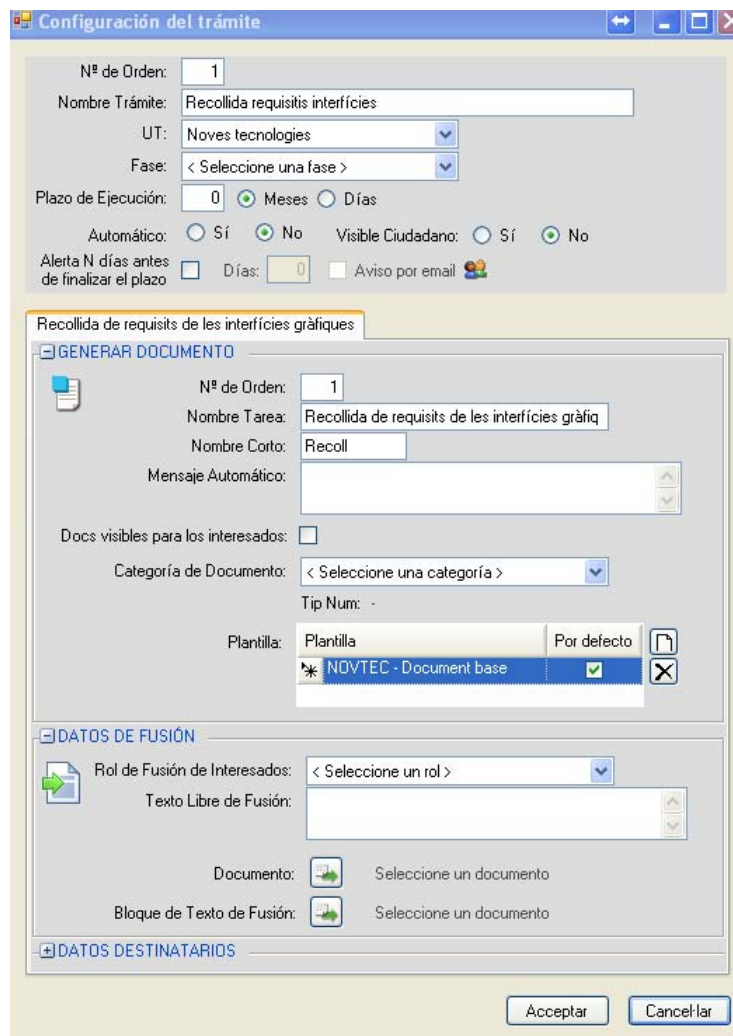 Configuración del trámite
Nº de Orden: 1
Nombre Trámite: Recollida requisitis interfícies
UT: Noves tecnologies
Fase: < Seleccione una fase >
Plazo de Ejecución: 0 Meses Días
Automático: Sí No Visible Ciudadano: Sí No
Alerta N días antes
de finalizar el plazo Días: 0 Aviso por email
Recollida de requisits de les interfícies gràfiques
GENERAR DOCUMENTO
Nº de Orden: 1
Nombre Tarea: Recollida de requisits de les interfícies gràfiq
Nombre Corto: Recoll
Mensaje Automático:
Docs visibles para los interesados:
Categoría de Documento: < Seleccione una categoría >
Tip Num: -
Plantilla: Plantilla Por defecto
NOVTEC - Document base
DATOS DE FUSIÓN
Rol de Fusión de Interesados: < Seleccione un rol >
Texto Libre de Fusión:
Documento: Seleccione un documento
Bloque de Texto de Fusión: Seleccione un documento
DATOS DESTINATARIOS
Acceptar Cancel·lar